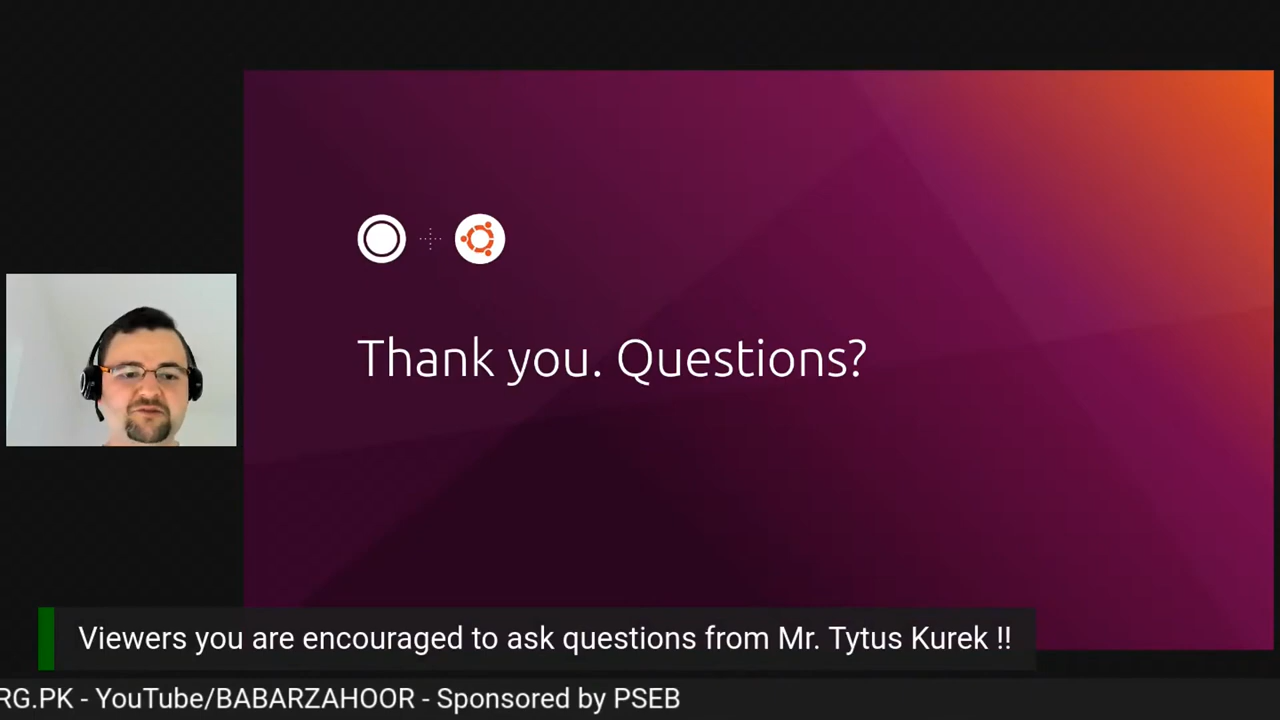 Thank you. Questions?
Viewers you are encouraged to ask questions from Mr. Tytus Kurek !!
RG.PK - YouTube/BABARZAHOOR - Sponsored by PSEB